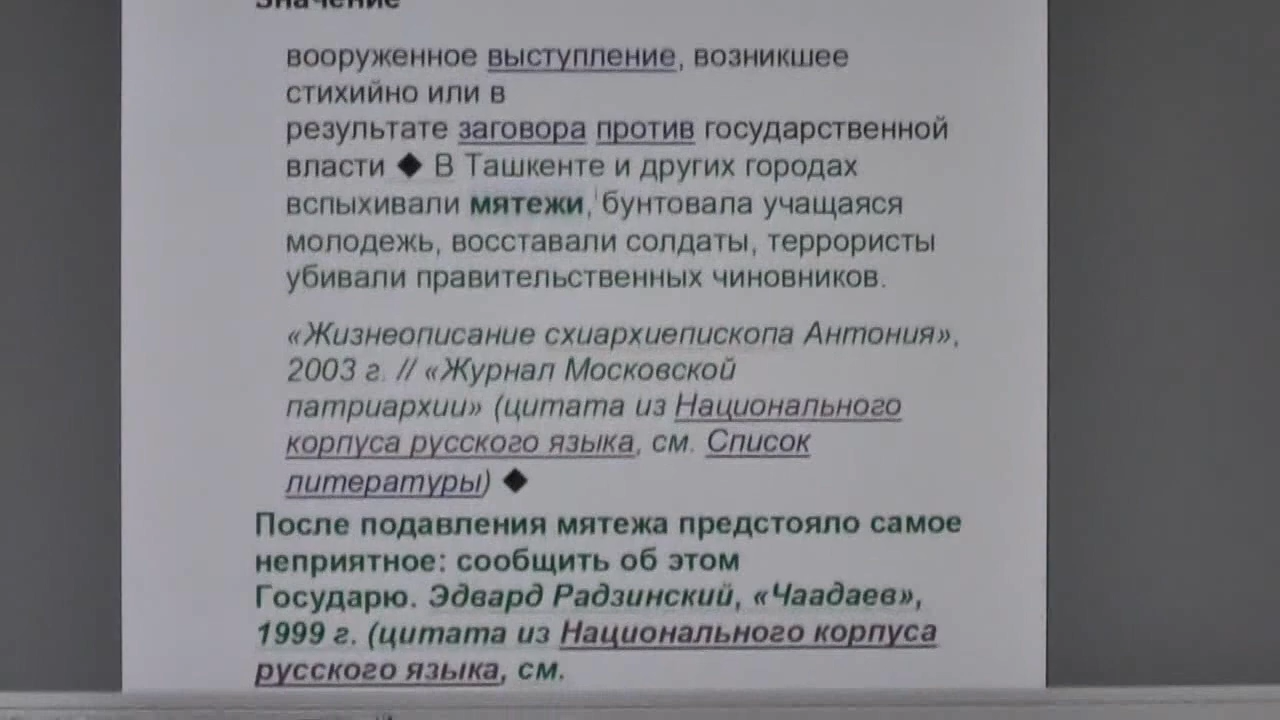 Значение
вооруженное выступление, возникшее
стихийно или в
результате заговора против государственной
власти ◆ В Ташкенте и других городах
вспыхивали мятежи, бунтовала учащаяся
молодежь, восставали солдаты, террористы
убивали правительственных чиновников.
«Жизнеописание схиархиепископа Антония»,
2003 г. // «Журнал Московской
патриархии» (цитата из Национального
корпуса русского языка, см. Список
литературы) ◆
После подавления мятежа предстояло самое
неприятное: сообщить об этом
Государю. Эдвард Радзинский, «Чаадаев»,
1999 г. (цитата из Национального корпуса
русского языка, см.